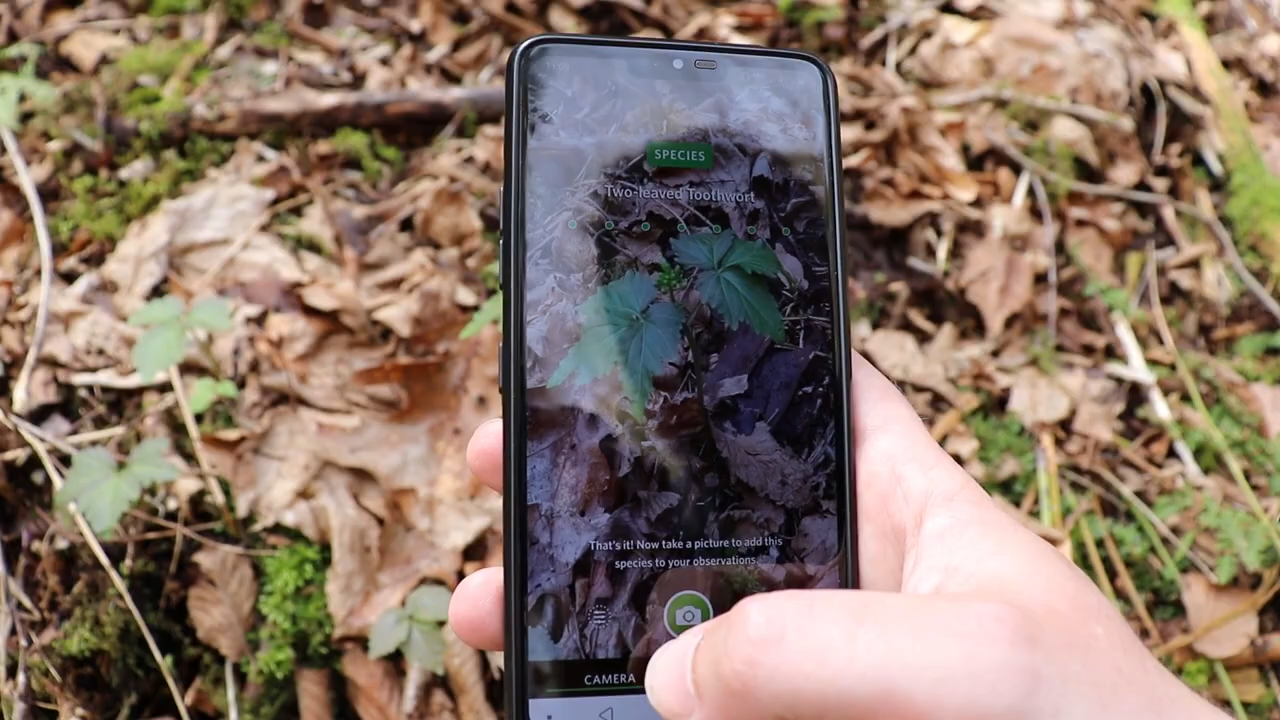 SPECIES
Two-leaved Toothwort
That's it! Now take a picture to add this
species to your observations
CAMERA